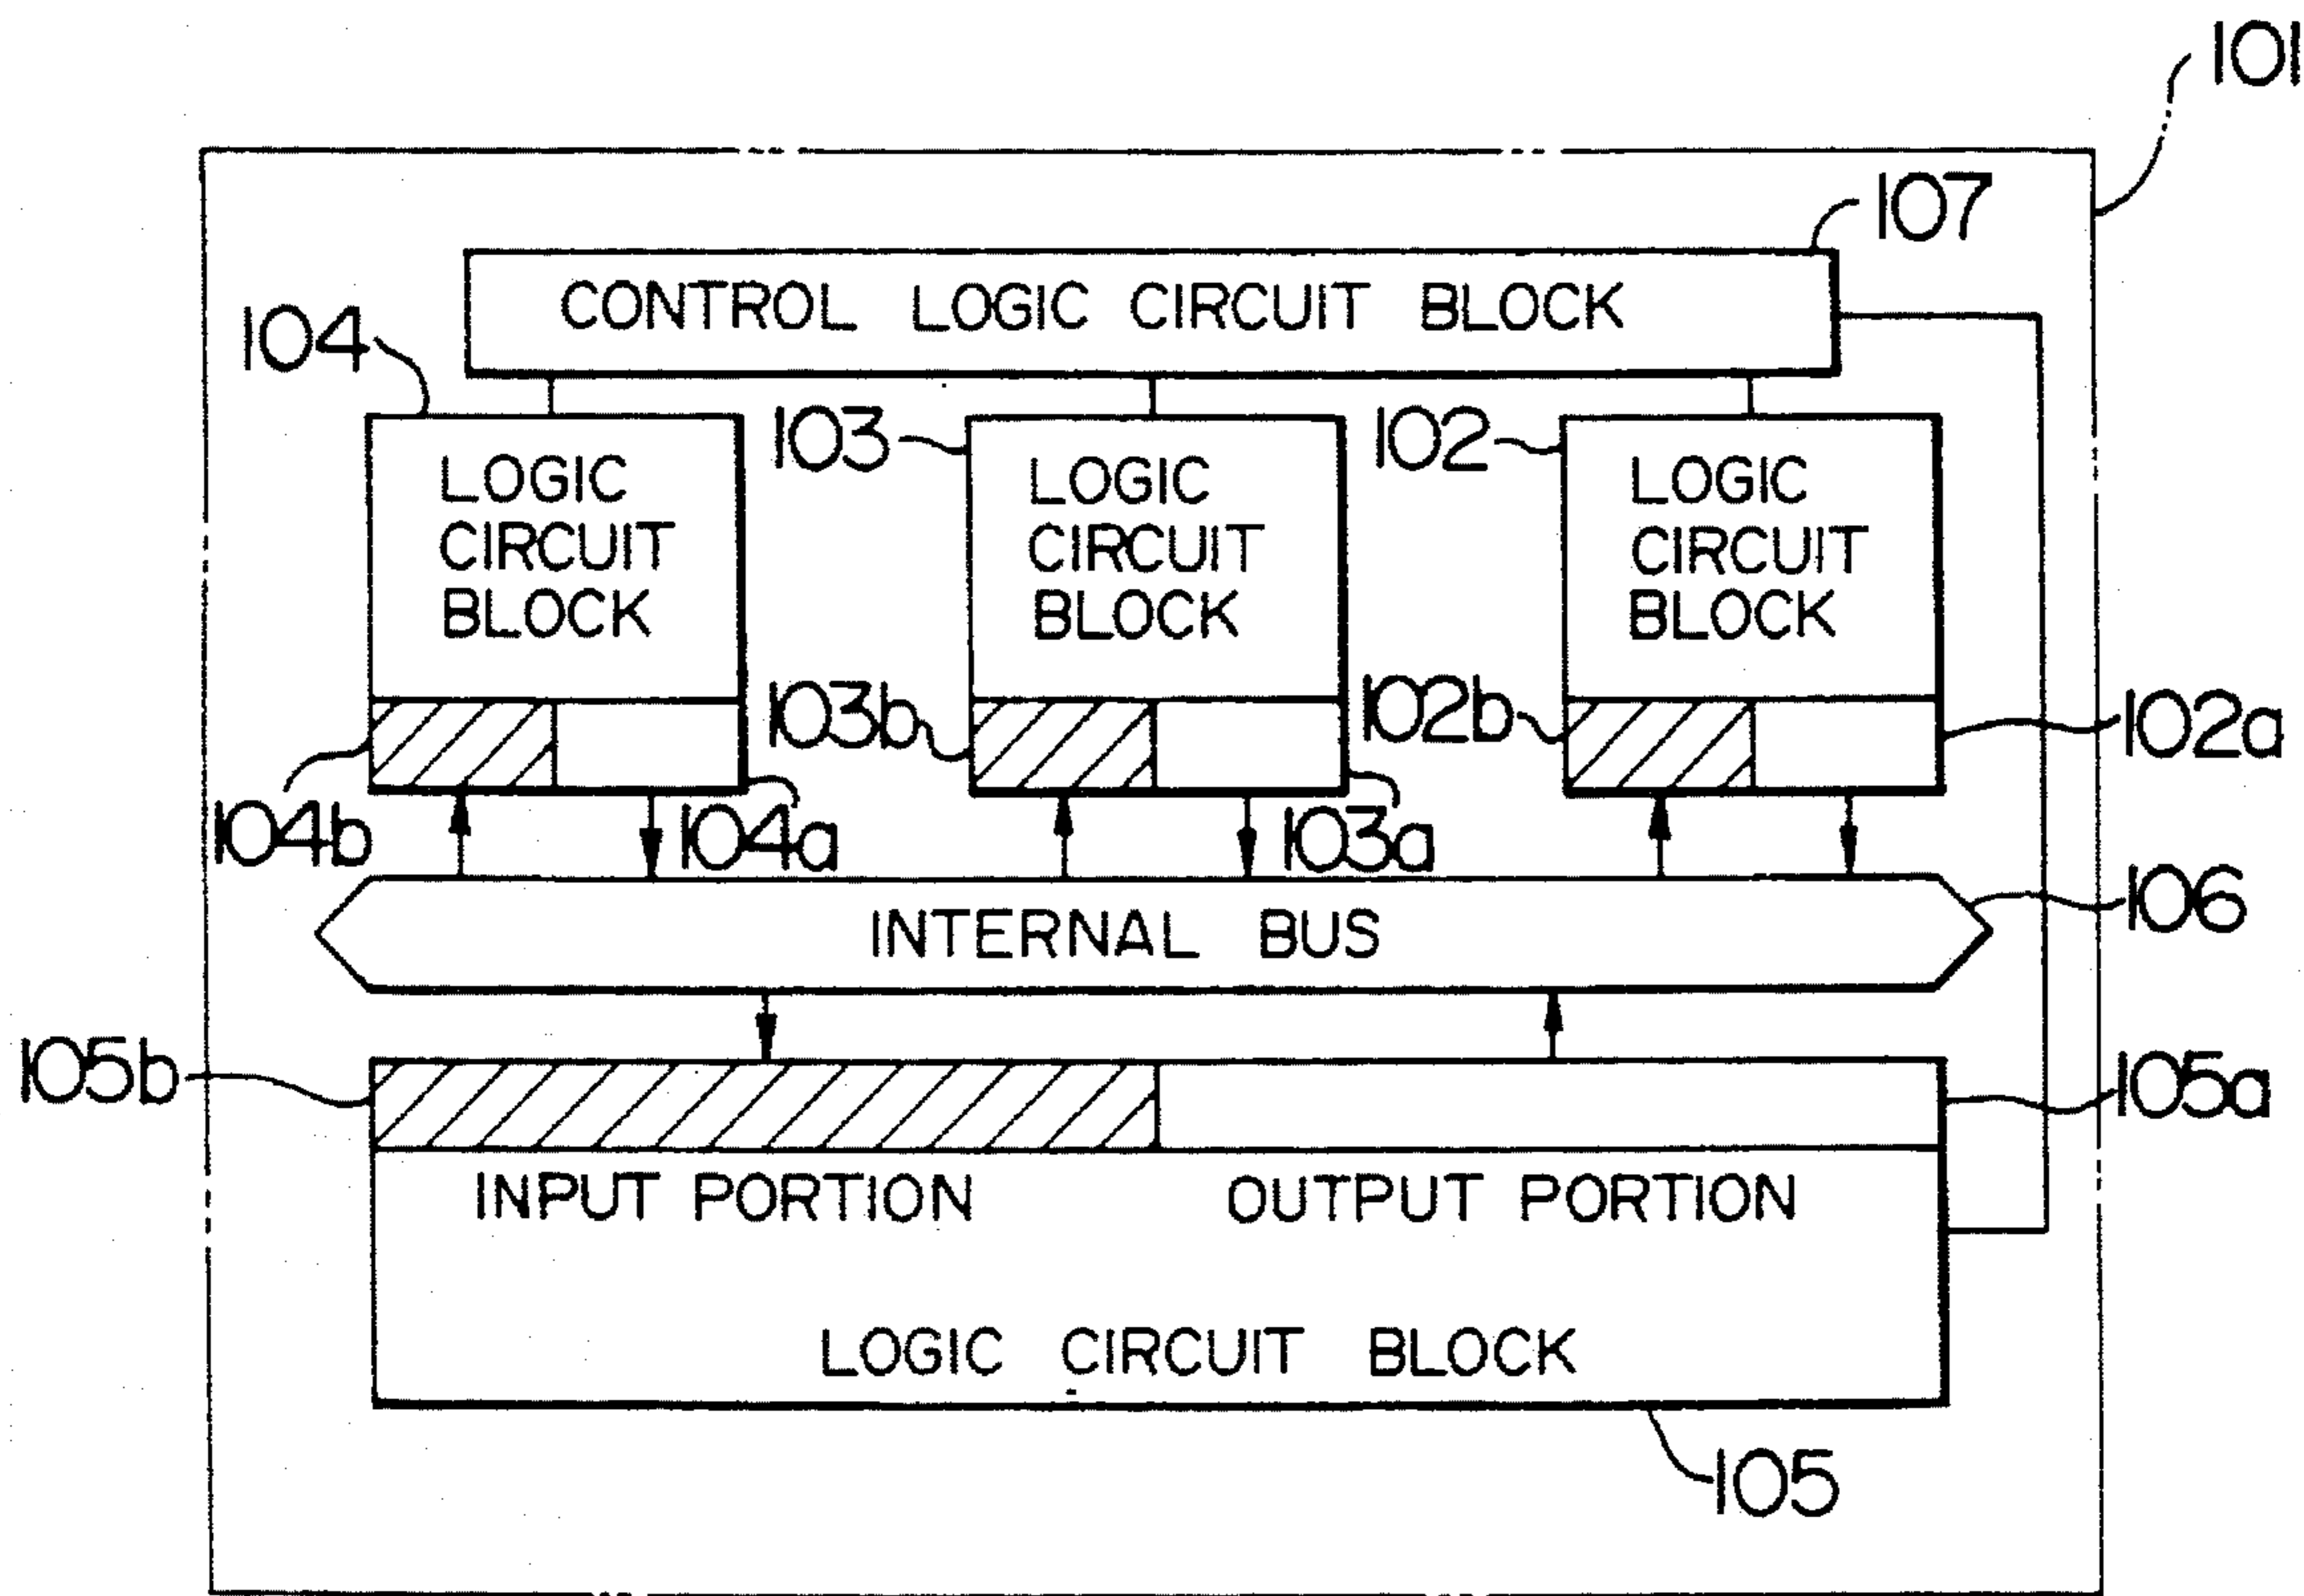 101
107
CONTROL LOGIC CIRCUIT BLOCK
104
103
102
LOGIC
CIRCUIT
BLOCK
LOGIC
CIRCUIT
BLOCK
LOGIC
CIRCUIT
BLOCK
103b
102b
102a
104b
104a
103a
106
INTERNAL BUS
105b
105a
INPUT PORTION
OUTPUT PORTION
LOGIC CIRCUIT BLOCK
105